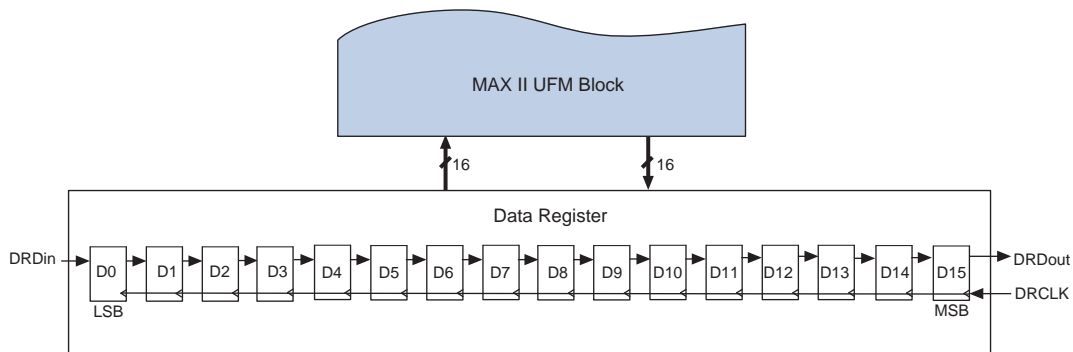 MAX II UFM Block
16
16
Data Register
DRDin
D0
D1
D2
D3
D4
D5
D6
D7
D8
D9
D10
D11
D12
D13
D14
D15
DRDout
DRCLK
LSB
MSB